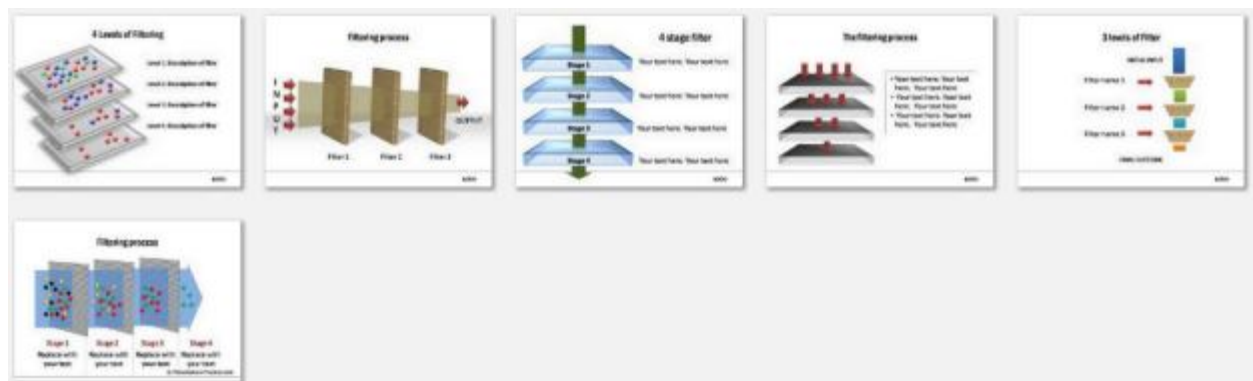 4 Levels of Filtering
Level 1: Description of filter
Level 2: Description of filter
Level 3: Description of filter
Level 4: Description of filter
Filtering process
INPUT
OUTPUT
Filter 1
Filter 2
Filter 3
4 stage filter
Stage 1
Your text here. Your text here
Stage 2
Your text here. Your text here
Stage 3
Your text here. Your text here
Stage 4
Your text here. Your text here
The filtering process
• Your text here. Your text
here. Your text here
• Your text here. Your text
here. Your text here
• Your text here. Your text
here. Your text here
3 levels of Filter
INITIAL INPUT
Filter name 1
Filter name 2
Filter name 3
Filtering process
Stage 1
Stage 2
Stage 3
Stage 4
Replace with
your text
Replace with
your text
Replace with
your text
Replace with
your text